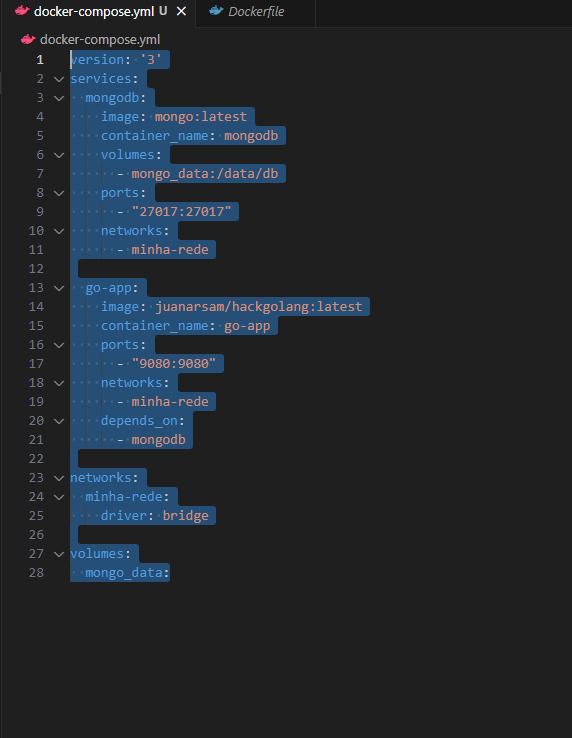 docker-compose.yml U Dockerfile
docker-compose.yml
1 version: '3'
2 services:
3   mongodb:
4     image: mongo:latest
5     container_name: mongodb
6     volumes:
7       - mongo_data:/data/db
8     ports:
9       - "27017:27017"
10     networks:
11       - minha-rede
12
13   go-app:
14     image: juanarsam/hackgolang:latest
15     container_name: go-app
16     ports:
17       - "9080:9080"
18     networks:
19       - minha-rede
20     depends_on:
21       - mongodb
22
23 networks:
24   minha-rede:
25     driver: bridge
26
27 volumes:
28   mongo_data: